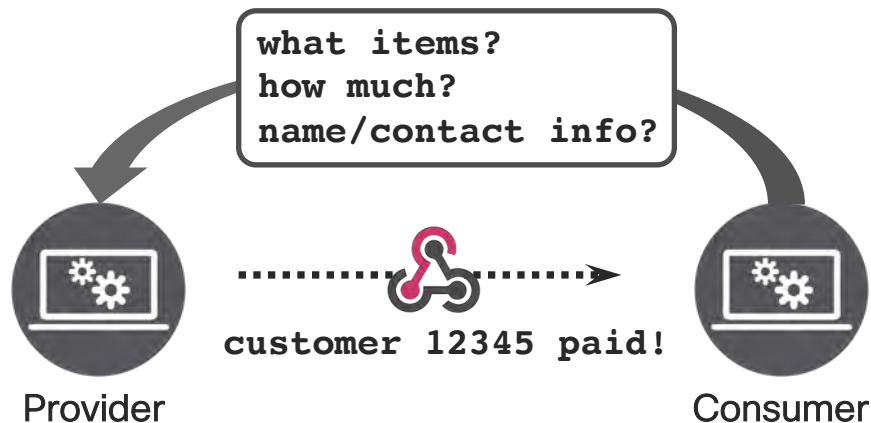 what items?
how much?
name/contact info?
customer 12345 paid!
Provider
Consumer